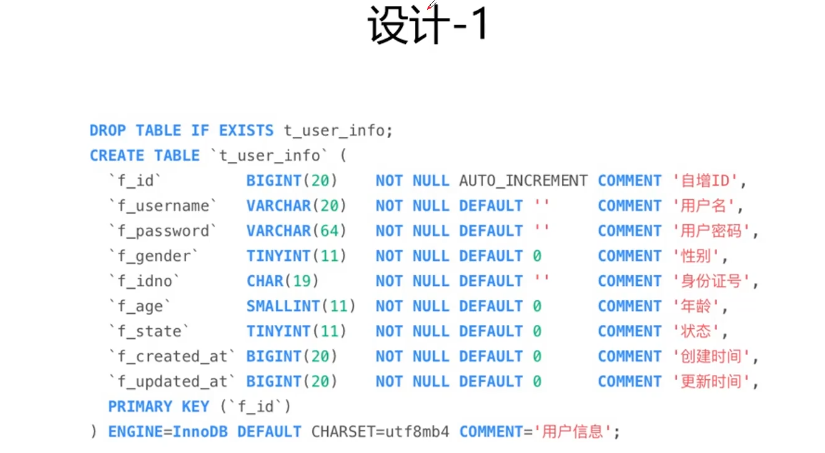 设计-1
DROP TABLE IF EXISTS t_user_info;
CREATE TABLE `t_user_info` (
`f_id` BIGINT(20) NOT NULL AUTO_INCREMENT COMMENT '自增ID',
`f_username` VARCHAR(20) NOT NULL DEFAULT '' COMMENT '用户名',
`f_password` VARCHAR(64) NOT NULL DEFAULT '' COMMENT '用户密码',
`f_gender` TINYINT(11) NOT NULL DEFAULT 0 COMMENT '性别',
`f_idno` CHAR(19) NOT NULL DEFAULT '' COMMENT '身份证号',
`f_age` SMALLINT(11) NOT NULL DEFAULT 0 COMMENT '年龄',
`f_state` TINYINT(11) NOT NULL DEFAULT 0 COMMENT '状态',
`f_created_at` BIGINT(20) NOT NULL DEFAULT 0 COMMENT '创建时间',
`f_updated_at` BIGINT(20) NOT NULL DEFAULT 0 COMMENT '更新时间',
PRIMARY KEY (`f_id`)
) ENGINE=InnoDB DEFAULT CHARSET=utf8mb4 COMMENT='用户信息';